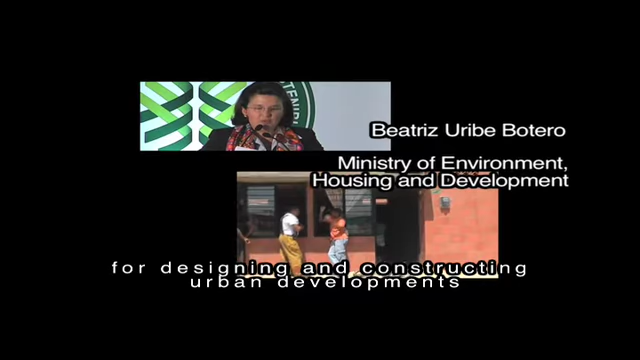 Beatriz Uribe Botero
Ministry of Environment,
Housing and Development
for designing and constructing
urban developments